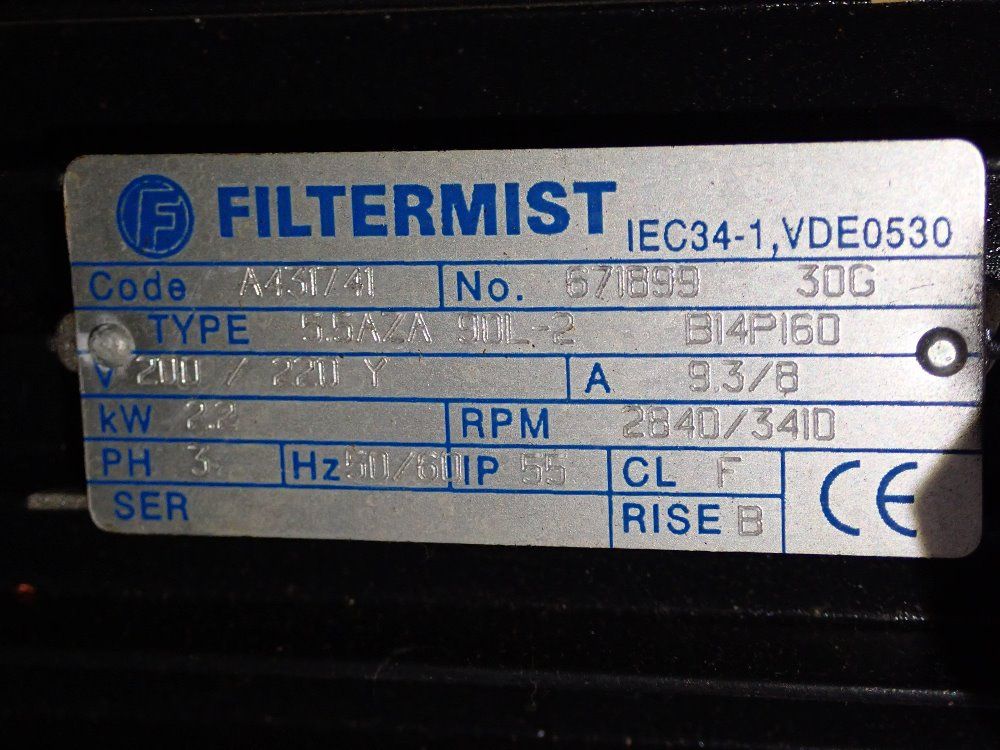 FILTERMIST IEC34-1,VDE0530
Code A431741 No. 671899 30G
TYPE 5.5AZA 90L-2 B14P160
V 200 / 220 Y A 9.3/8
kW 2.2 RPM 2840/3410
PH 3 Hz 50/60 IP 55 CL F CE
SER RISE B